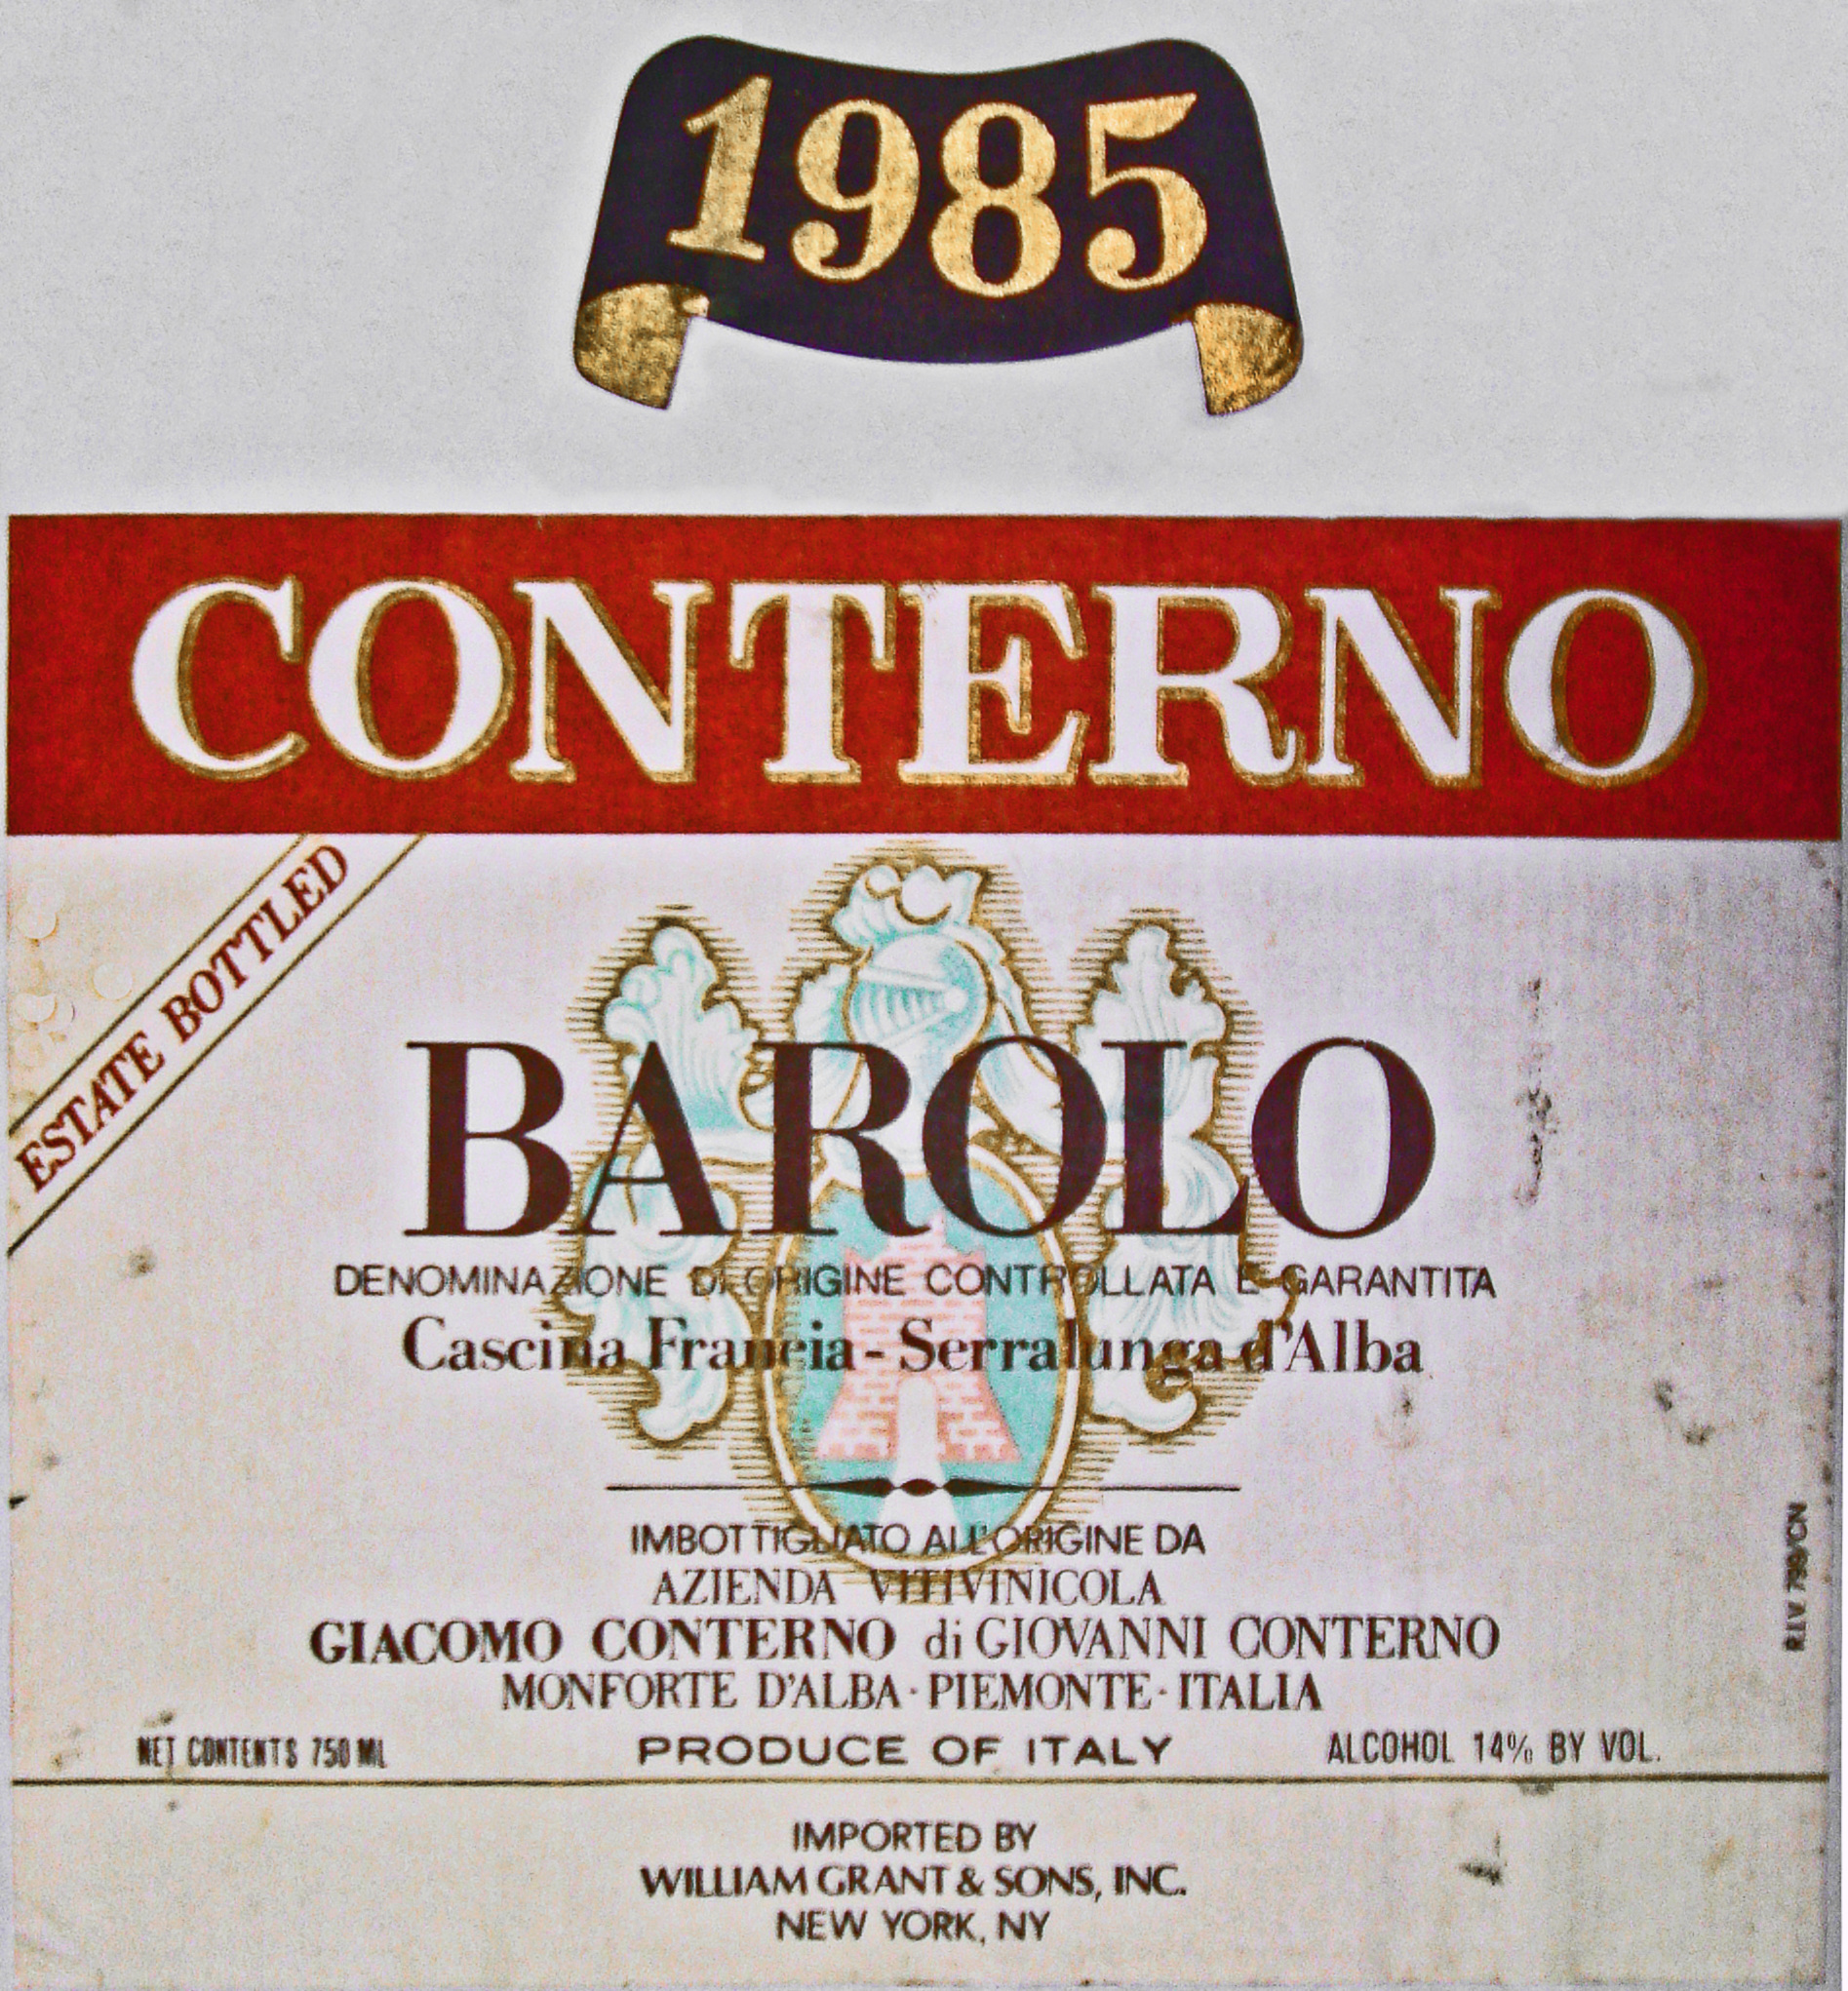 1985
CONTERNO
ESTATE BOTTLED
BAROLO
DENOMINAZIONE DI ORIGINE CONTROLLATA E GARANTITA
Cascina Francia - Serralunga d'Alba
IMBOTTIGLIATO ALL'ORIGINE DA
AZIENDA VITIVINICOLA
GIACOMO CONTERNO di GIOVANNI CONTERNO
MONFORTE D'ALBA · PIEMONTE · ITALIA
NET CONTENTS 750 ML
PRODUCE OF ITALY
ALCOHOL 14% BY VOL.
R.I.V. 799/CN
IMPORTED BY
WILLIAM GRANT & SONS, INC.
NEW YORK, NY